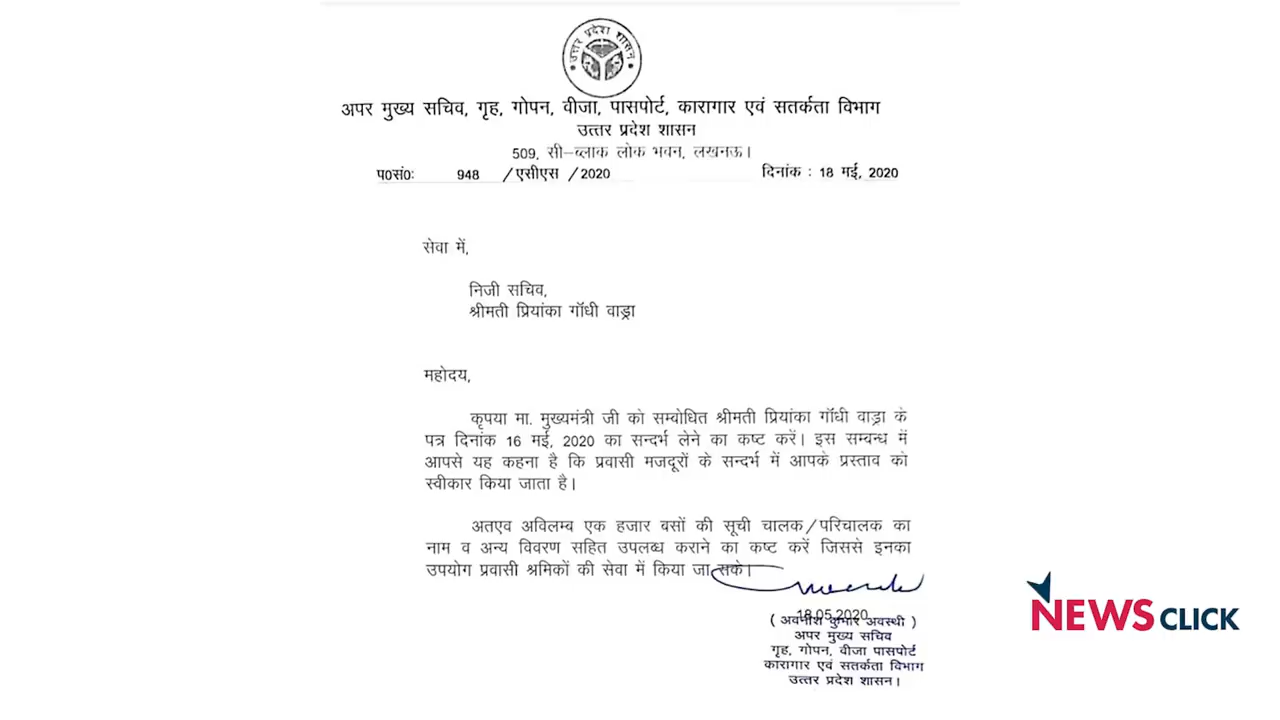 उत्तर प्रदेश शासन
अपर मुख्य सचिव, गृह, गोपन, वीजा, पासपोर्ट, कारागार एवं सतर्कता विभाग
उत्तर प्रदेश शासन
509, सी–ब्लाक लोक भवन, लखनऊ।
प0सं0: 948 /एसीएस /2020 दिनांक : 18 मई, 2020
सेवा में,
निजी सचिव,
श्रीमती प्रियांका गॉधी वाड्रा
महोदय,
कृपया मा. मुख्यमंत्री जी को सम्बोधित श्रीमती प्रियांका गॉधी वाड्रा के
पत्र दिनांक 16 मई, 2020 का सन्दर्भ लेने का कष्ट करें। इस सम्बन्ध में
आपसे यह कहना है कि प्रवासी मजदूरों के सन्दर्भ में आपके प्रस्ताव को
स्वीकार किया जाता है।
अतएव अविलम्ब एक हजार बसों की सूची चालक/परिचालक का
नाम व अन्य विवरण सहित उपलब्ध कराने का कष्ट करें जिससे इनका
उपयोग प्रवासी श्रमिकों की सेवा में किया जा सके।
18.05.2020
( अवनीश कुमार अवस्थी )
अपर मुख्य सचिव
गृह, गोपन, वीजा पासपोर्ट
कारागार एवं सतर्कता विभाग
उत्तर प्रदेश शासन।
NEWS CLICK